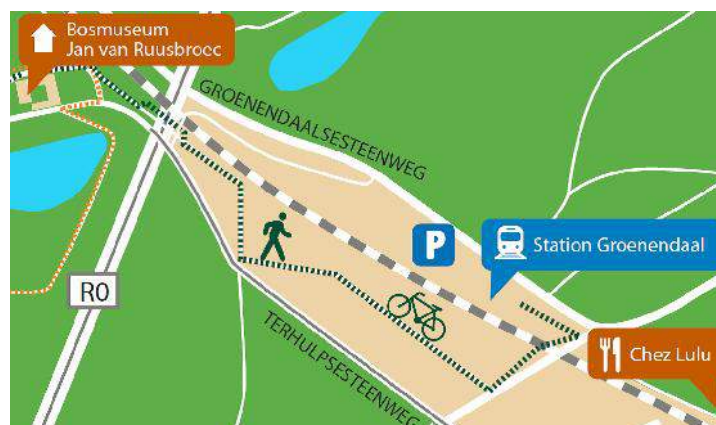 Bosmuseum
Jan van Ruusbroec
GROENENDAALSESTEENWEG
P
Station Groenendaal
R0
TERHULPSESTEENWEG
Chez Lulu